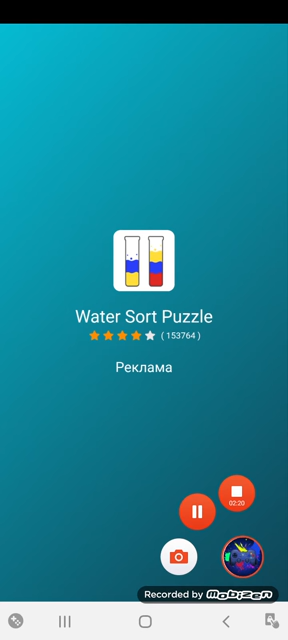 Water Sort Puzzle
( 153764 )
Реклама
02:20
Recorded by mobizen